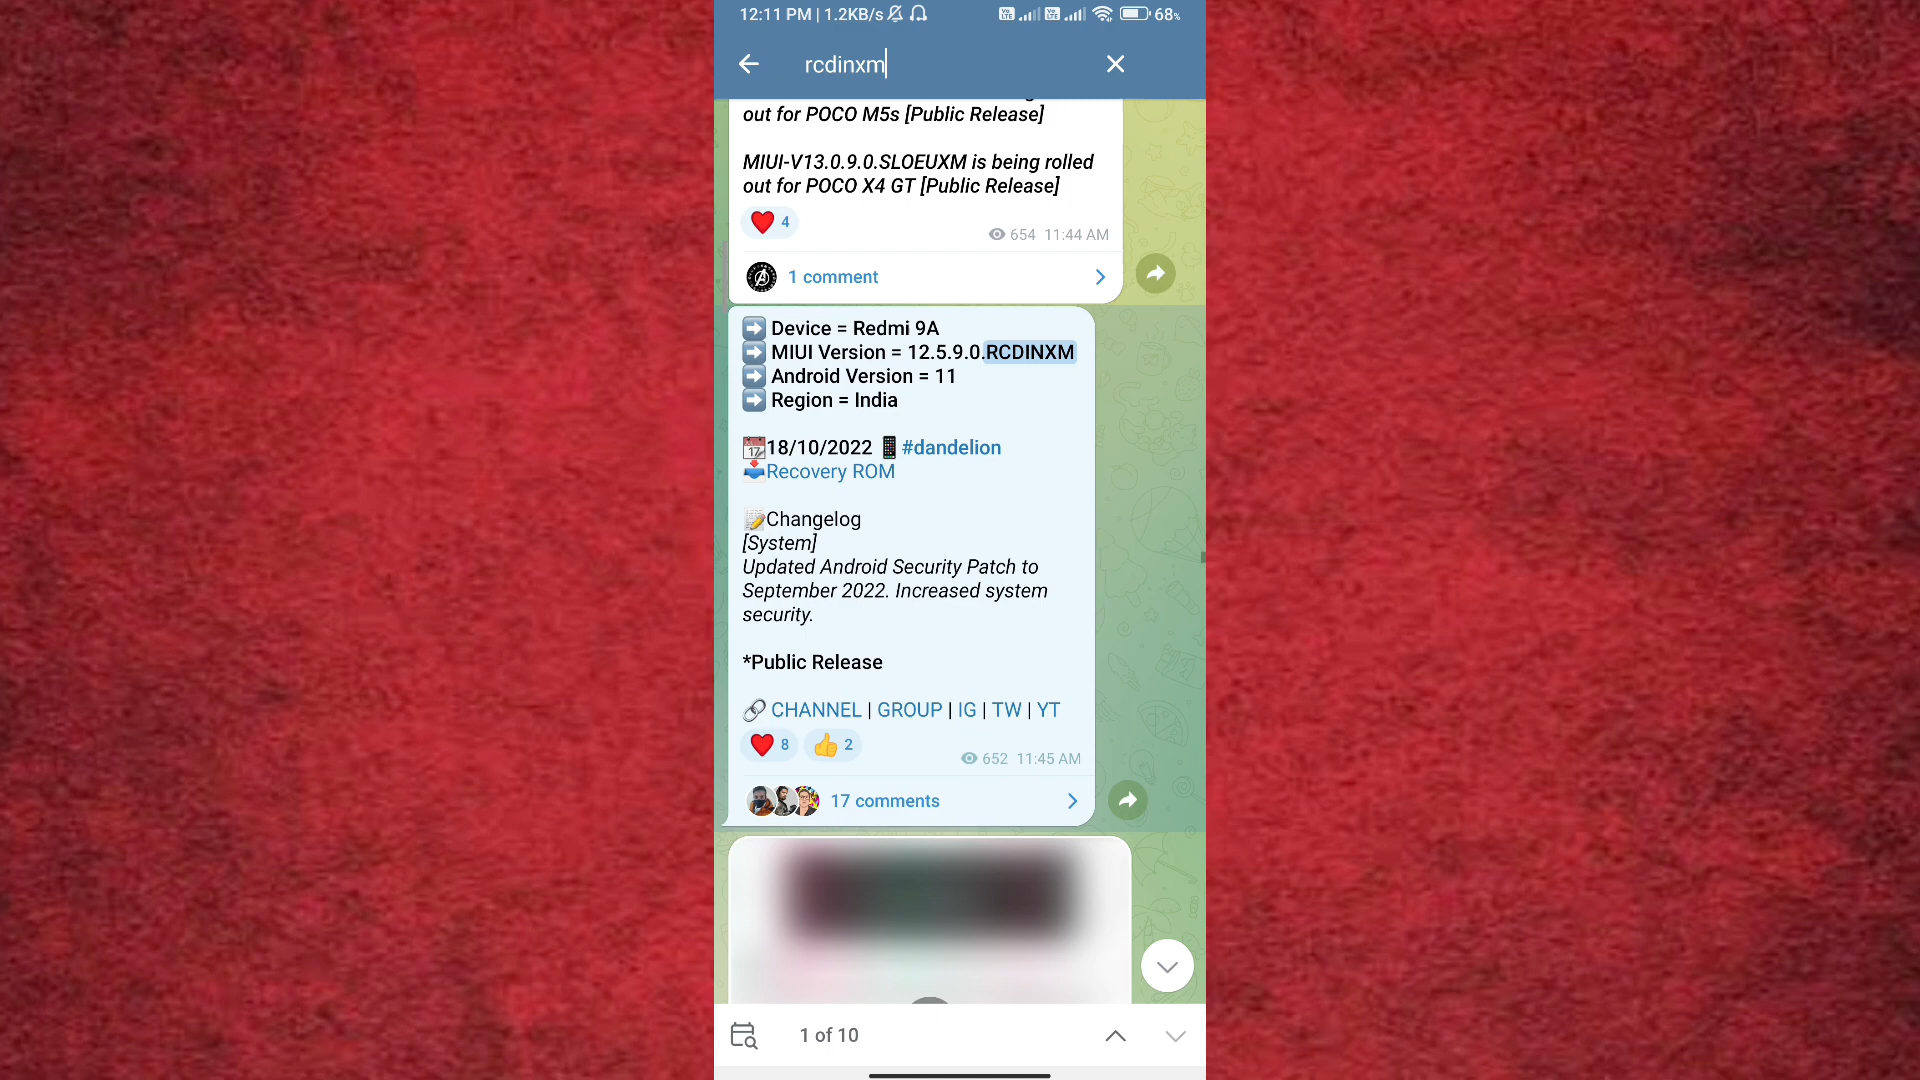 12:11 PM | 1.2KB/s
68%
rcdinxm
out for POCO M5s [Public Release]
MIUI-V13.0.9.0.SLOEUXM is being rolled
out for POCO X4 GT [Public Release]
4
654 11:44 AM
1 comment
Device = Redmi 9A
MIUI Version = 12.5.9.0.RCDINXM
Android Version = 11
Region = India
18/10/2022 #dandelion
Recovery ROM
Changelog
[System]
Updated Android Security Patch to
September 2022. Increased system
security.
*Public Release
CHANNEL | GROUP | IG | TW | YT
8 2
652 11:45 AM
17 comments
1 of 10